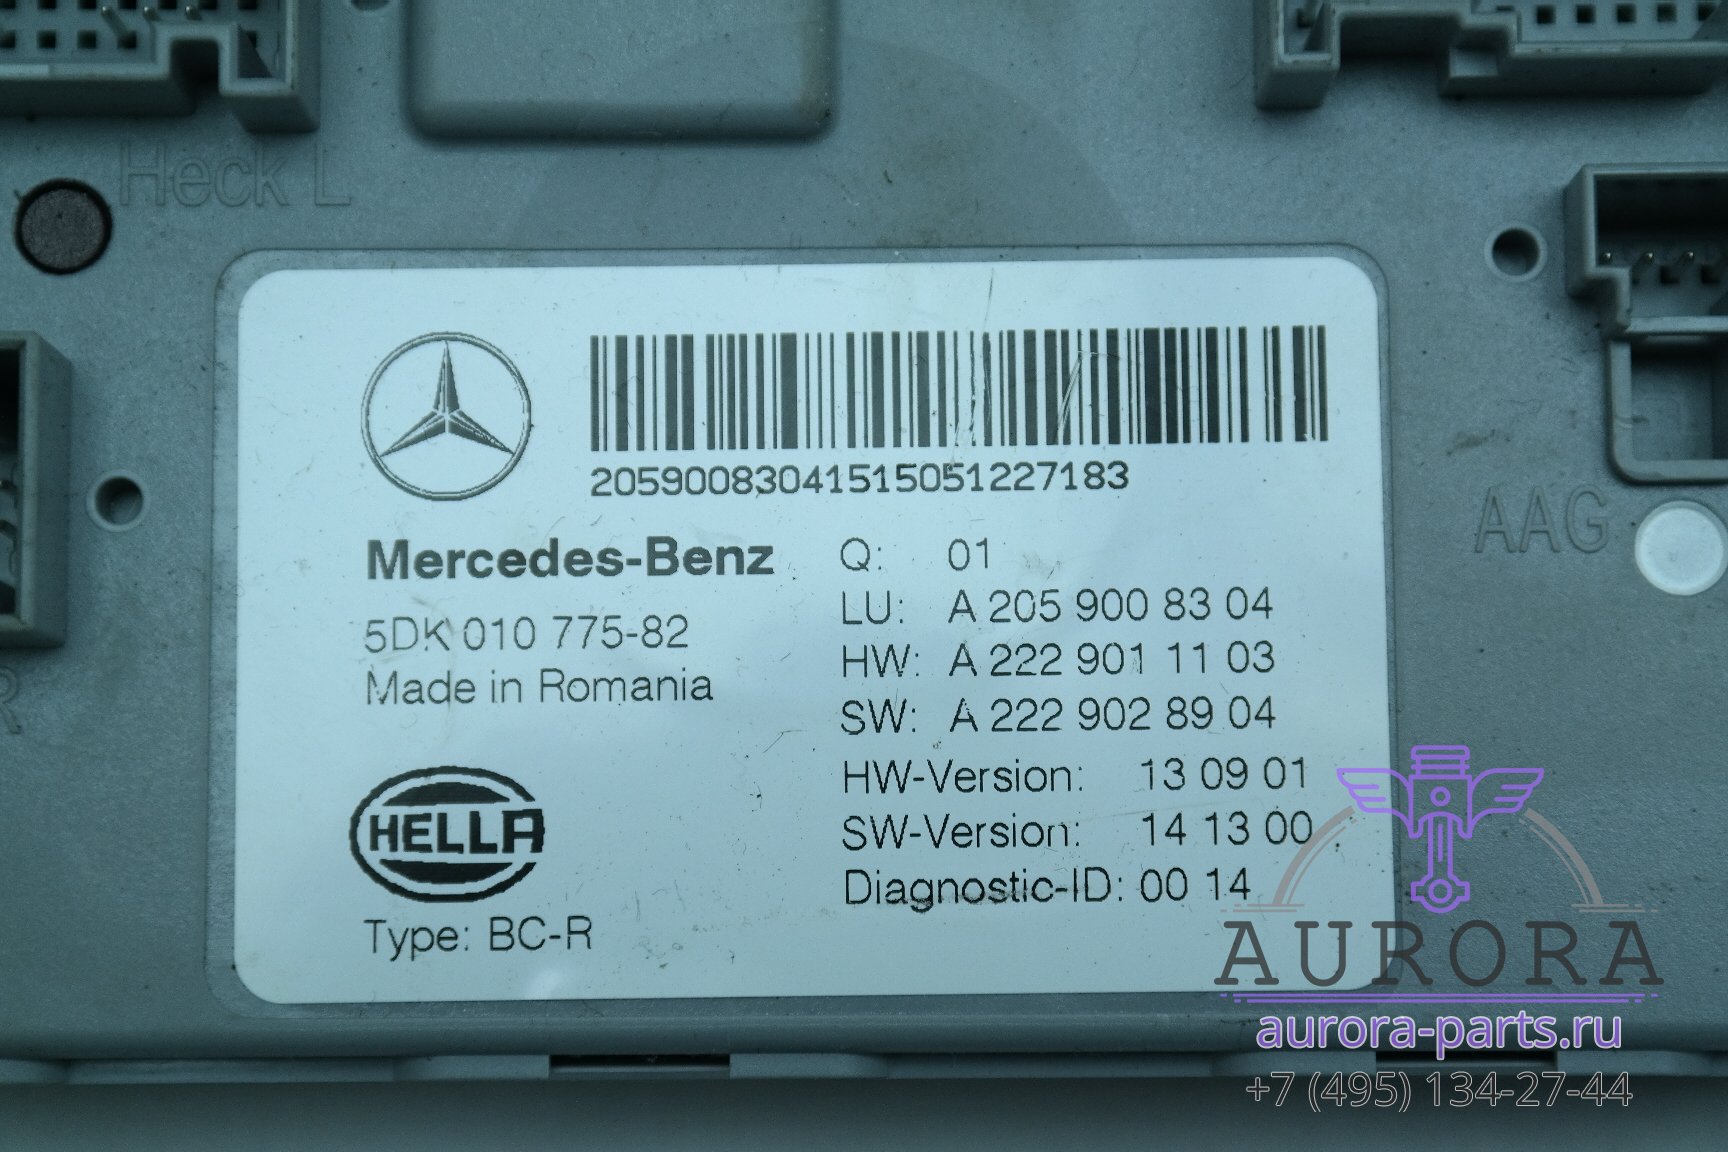 Heck L
20590083041515051227183
Mercedes-Benz
5DK 010 775-82
Made in Romania
HELLA
Type: BC-R
Q: 01
LU: A 205 900 83 04
HW: A 222 901 11 03
SW: A 222 902 89 04
HW-Version: 13 09 01
SW-Version: 14 13 00
Diagnostic-ID: 00 14
AAG
R
AURORA
aurora-parts.ru
+7 (495) 134-27-44